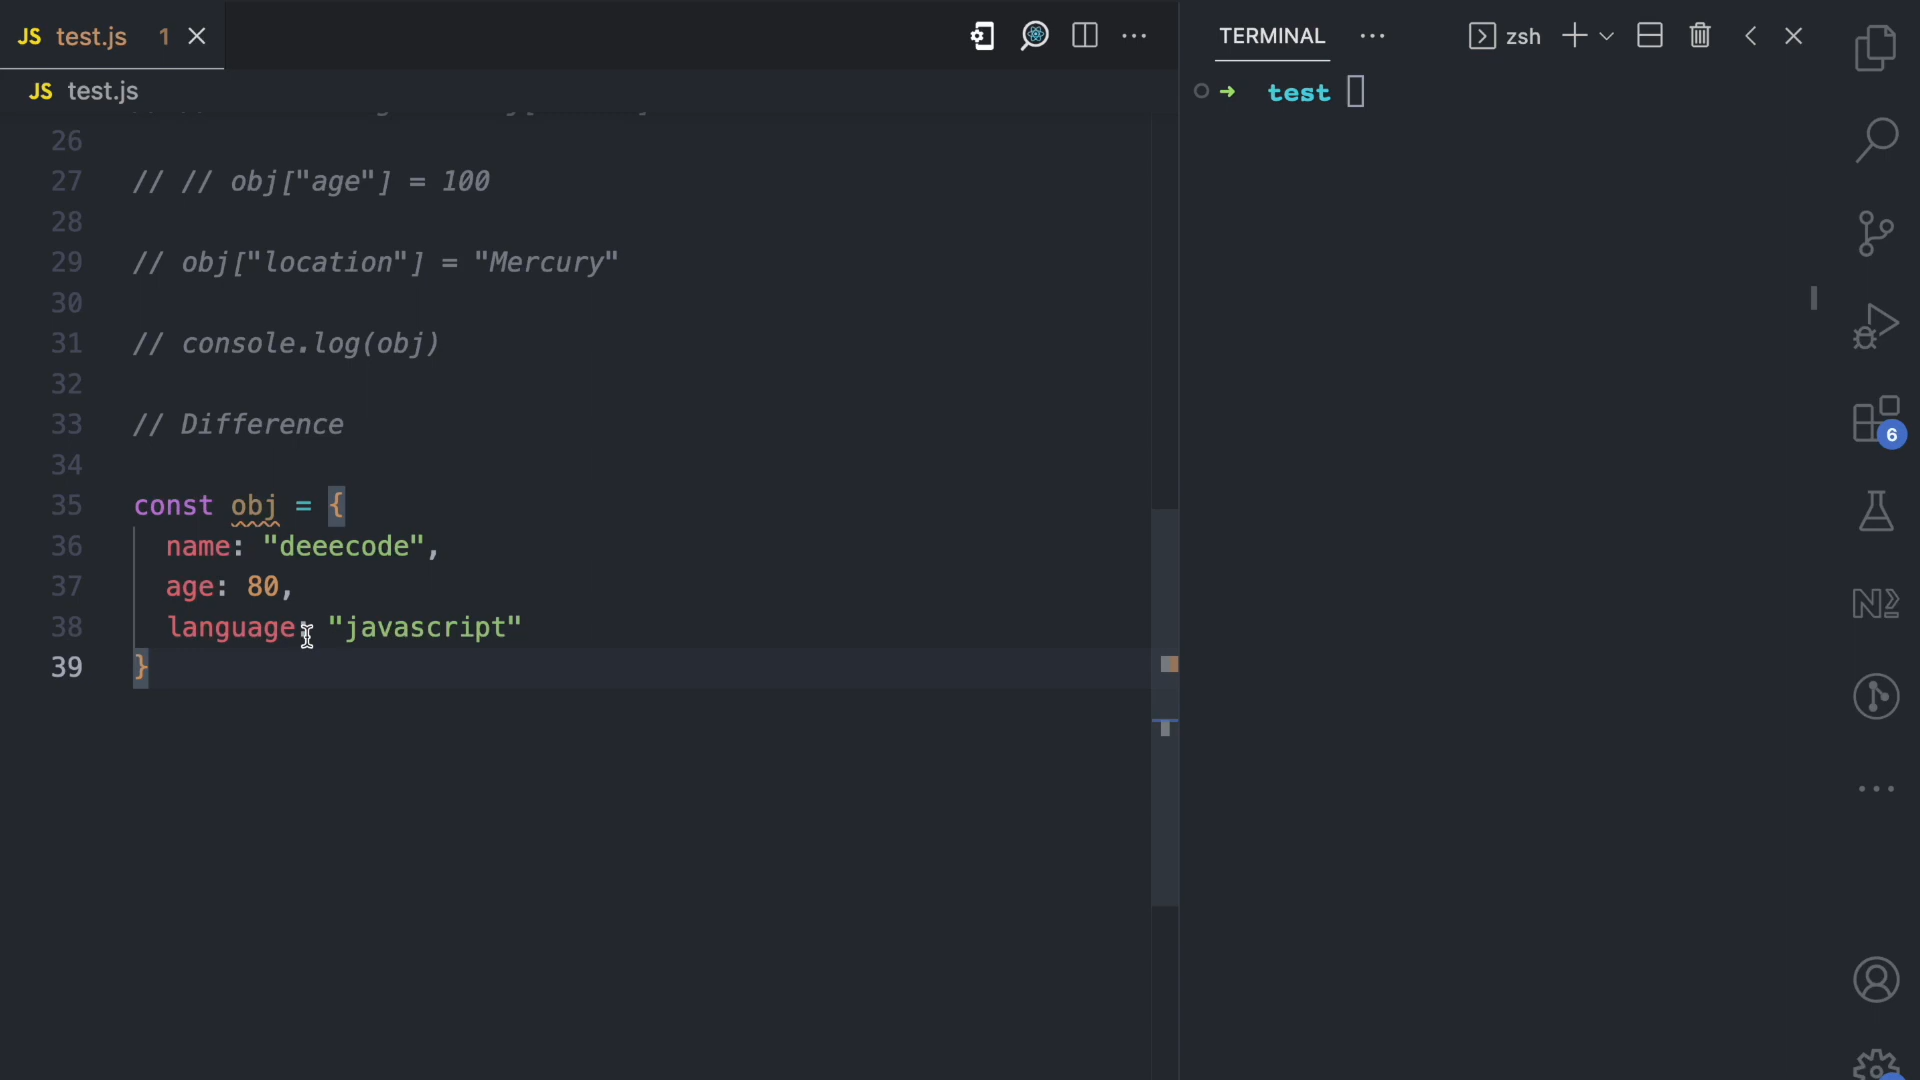 JS test.js 1
TERMINAL
zsh
JS test.js
test
26
27 // // obj["age"] = 100
28
29 // obj["location"] = "Mercury"
30
31 // console.log(obj)
32
33 // Difference
34
35 const obj = {
36 name: "deeecode",
37 age: 80,
38 language: "javascript"
39 }
6